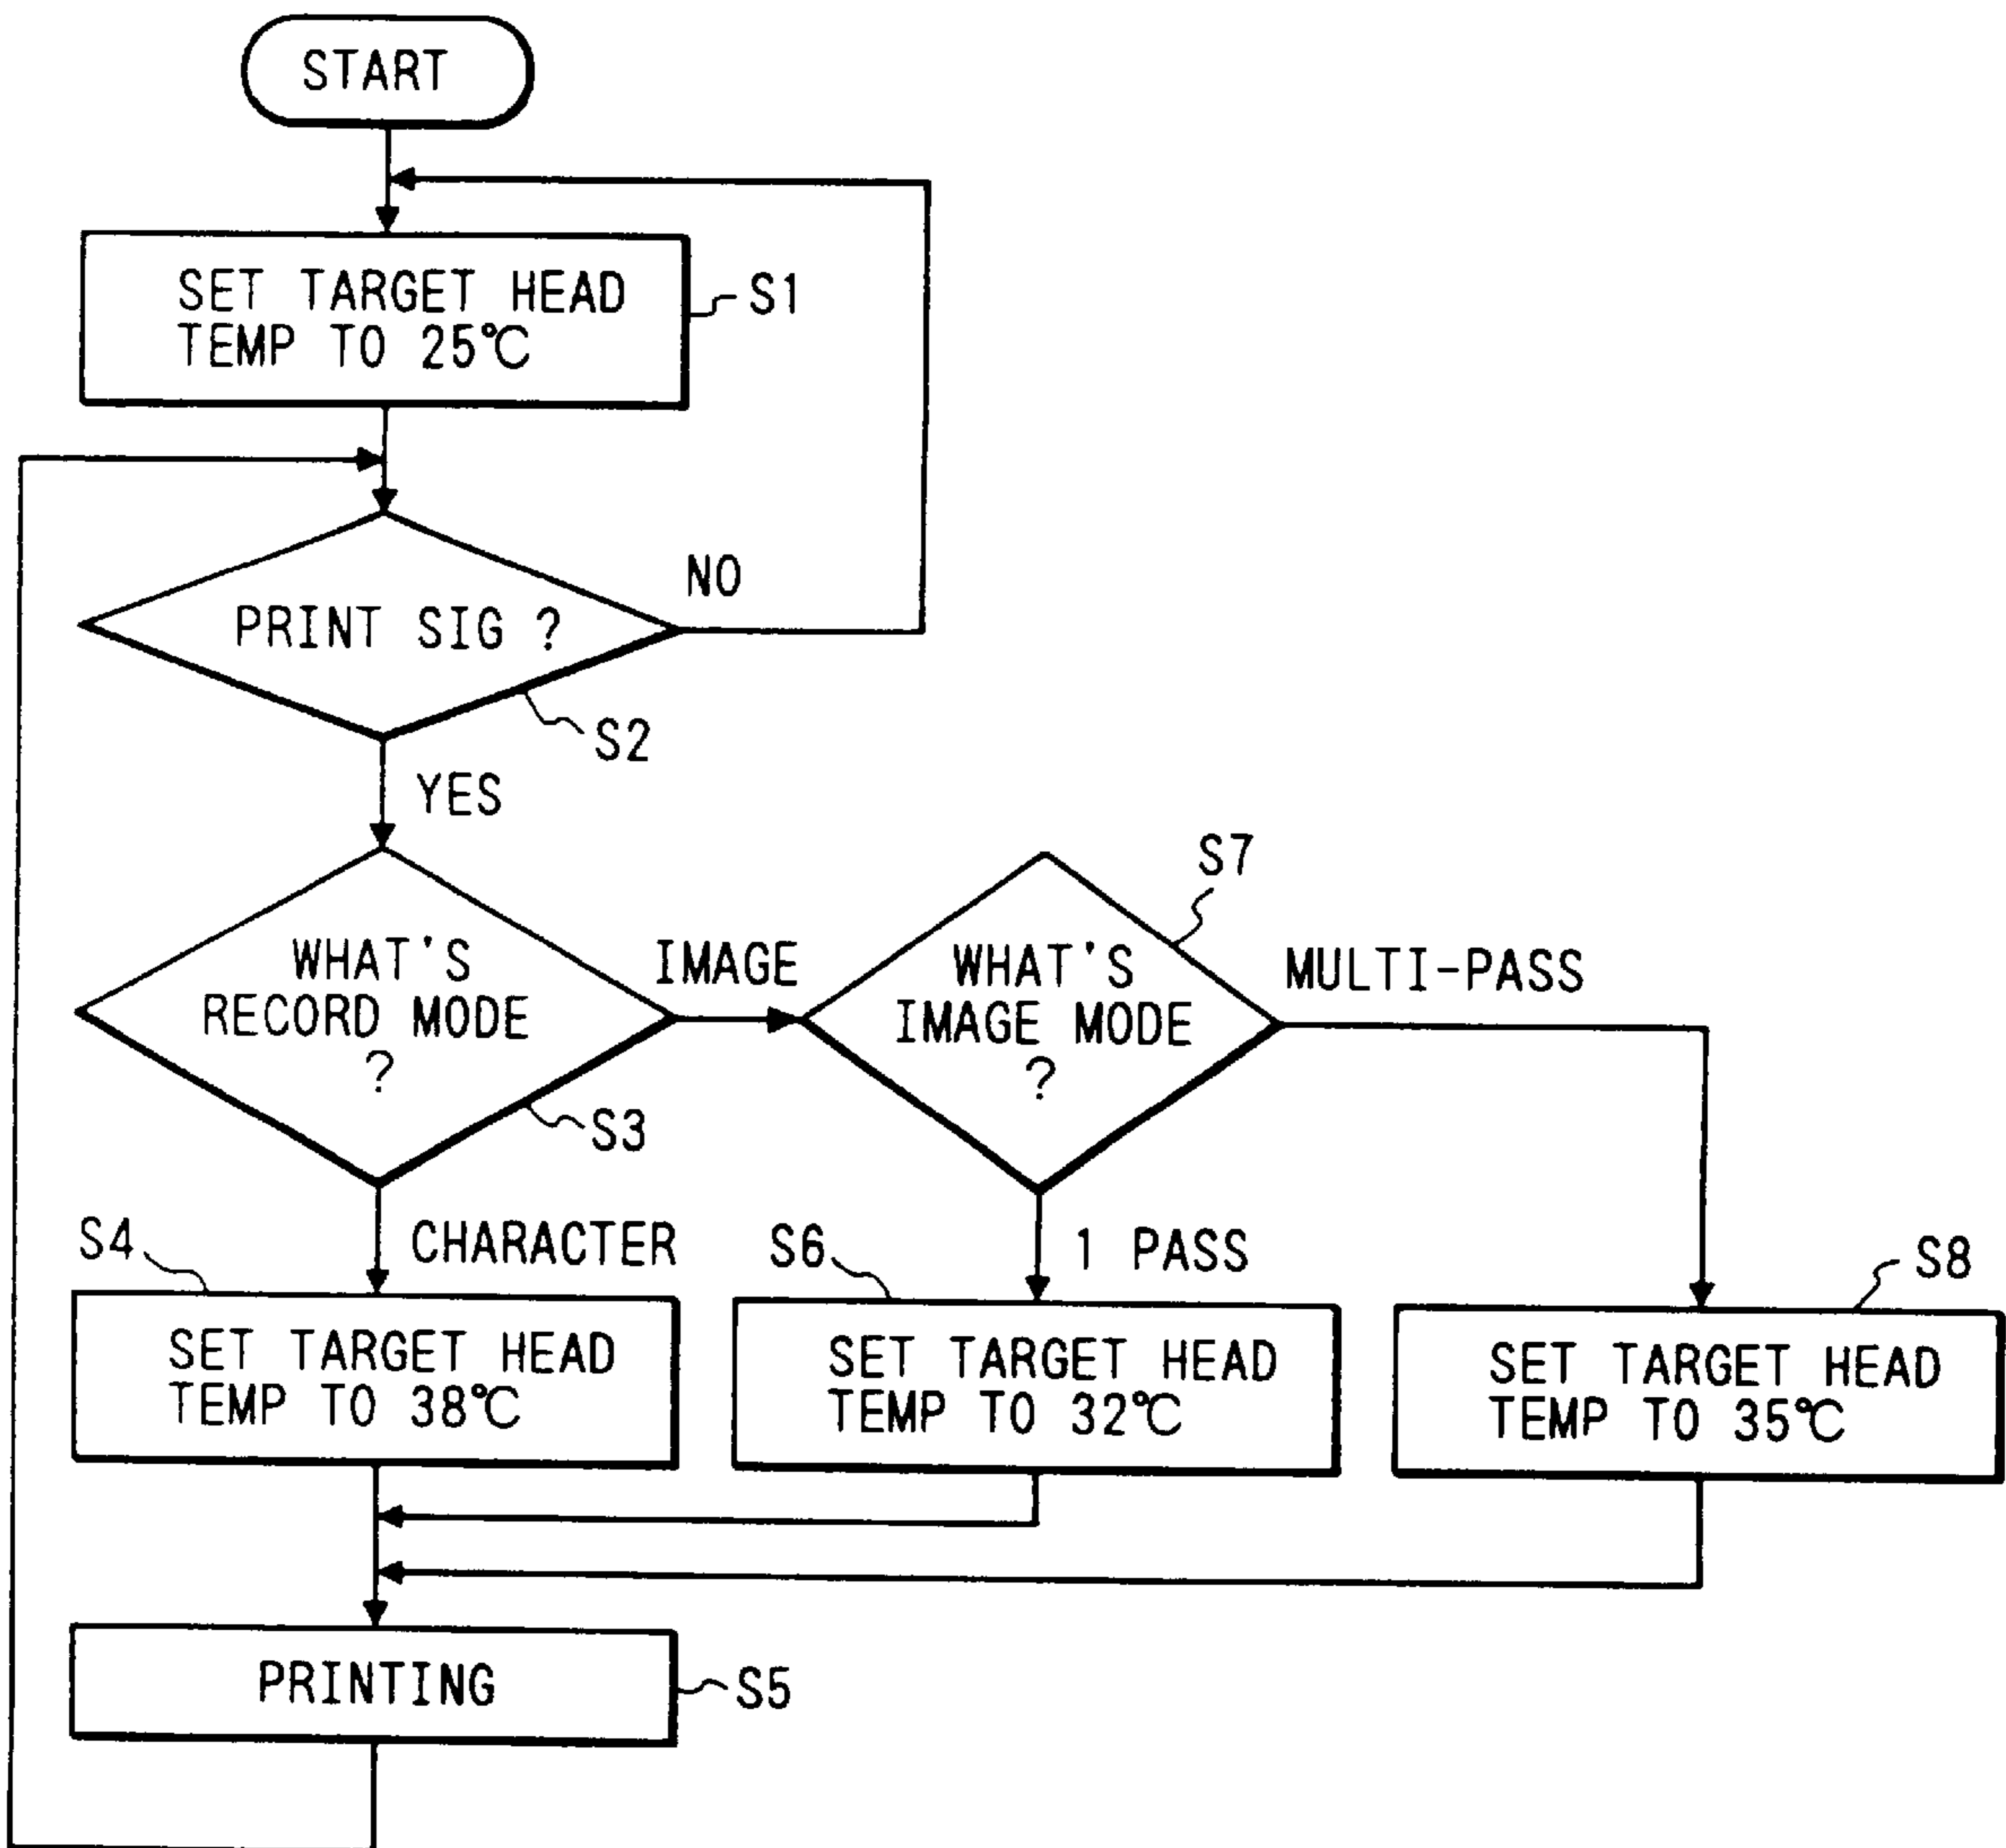 START
SET TARGET HEAD
TEMP TO 25℃
S1
PRINT SIG ?
NO
S2
YES
WHAT'S
RECORD MODE
?
S3
IMAGE
WHAT'S
IMAGE MODE
?
S7
MULTI-PASS
CHARACTER
1 PASS
S4
SET TARGET HEAD
TEMP TO 38℃
S6
SET TARGET HEAD
TEMP TO 32℃
S8
SET TARGET HEAD
TEMP TO 35℃
PRINTING
S5